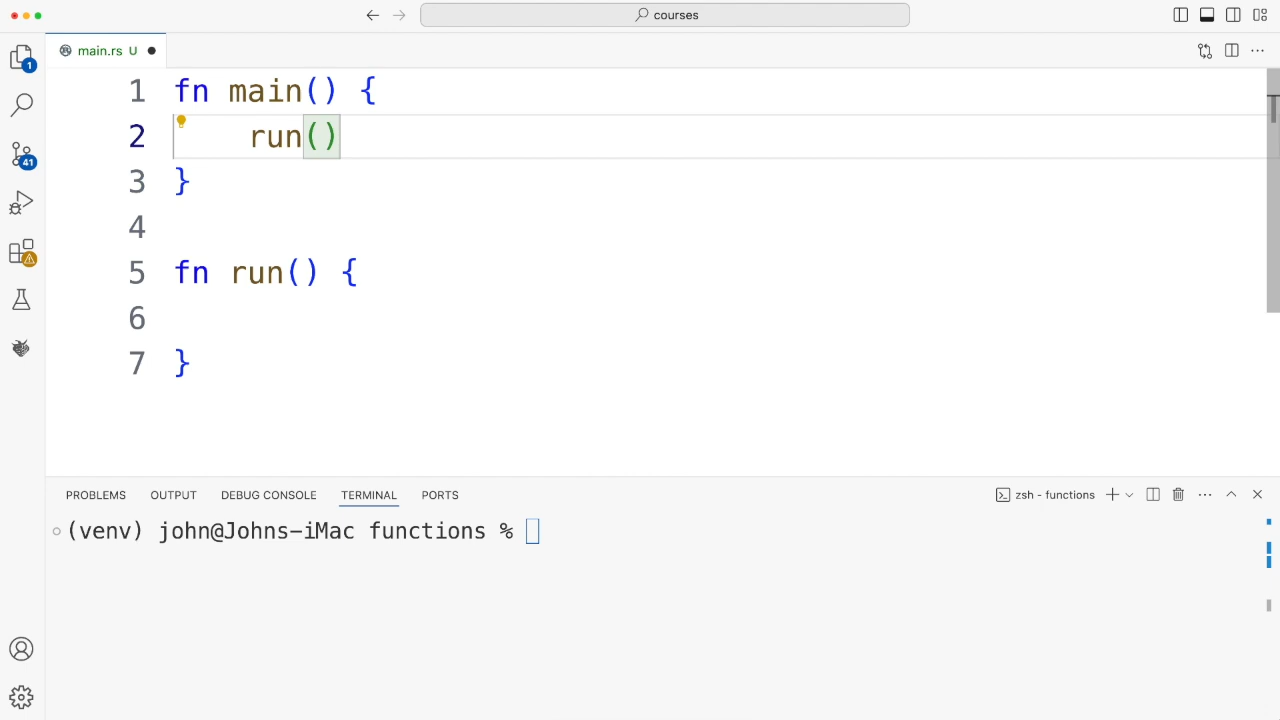 courses
main.rs U
1 fn main() {
2 run()
3 }
4
5 fn run() {
6
7 }
1
41
PROBLEMS OUTPUT DEBUG CONSOLE TERMINAL PORTS
zsh - functions
(venv) john@Johns-iMac functions %